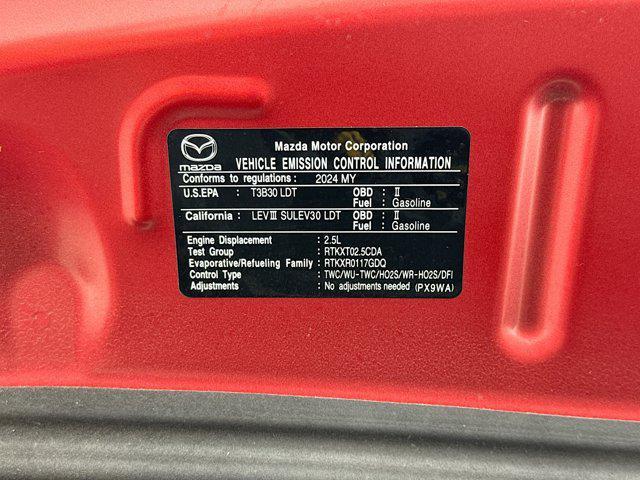 Mazda Motor Corporation
mazda VEHICLE EMISSION CONTROL INFORMATION
Conforms to regulations : 2024 MY
U.S.EPA : T3B30 LDT OBD : II
Fuel : Gasoline
California : LEVIII SULEV30 LDT OBD : II
Fuel : Gasoline
Engine Displacement : 2.5L
Test Group : RTKXT02.5CDA
Evaporative/Refueling Family : RTKXR0117GDQ
Control Type : TWC/WU-TWC/HO2S/WR-HO2S/DFI
Adjustments : No adjustments needed (PX9WA)